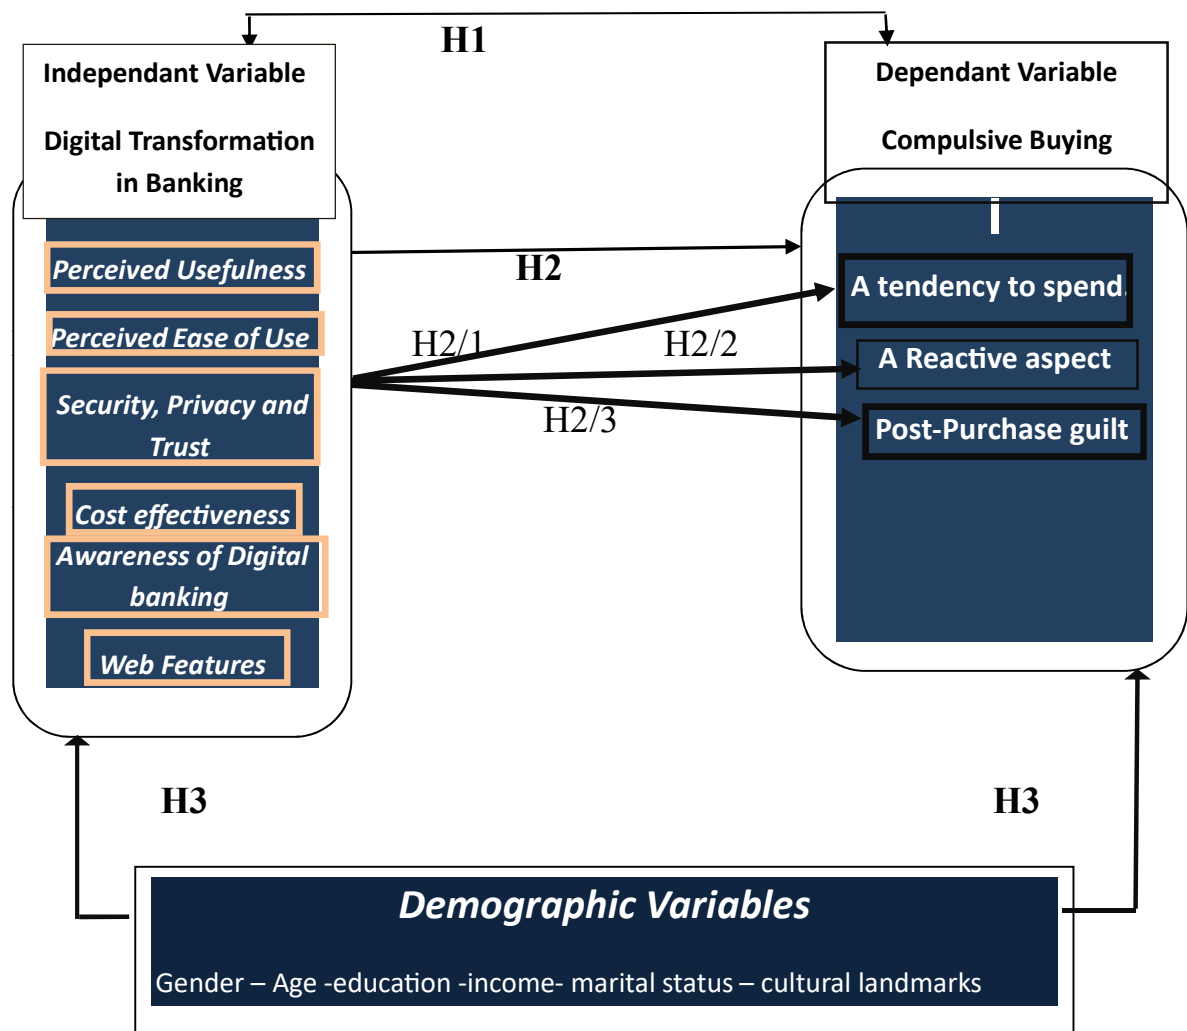 H1
Independant Variable
Digital Transformation
in Banking
Dependant Variable
Compulsive Buying
Perceived Usefulness
Perceived Ease of Use
Security, Privacy and
Trust
Cost effectiveness
Awareness of Digital
banking
Web Features
H2
H2/1
H2/2
H2/3
A tendency to spend.
A Reactive aspect
Post-Purchase guilt
H3
H3
Demographic Variables
Gender – Age -education -income- marital status – cultural landmarks